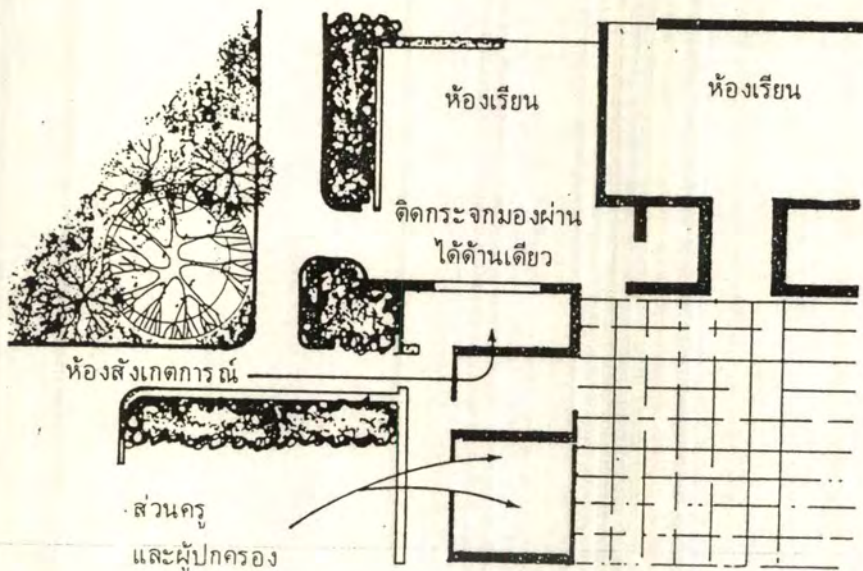 ห้องเรียน
ห้องเรียน
ติดกระจกมองผ่าน
ได้ด้านเดียว
ห้องสังเกตการณ์
ส่วนครู
และผู้ปกครอง